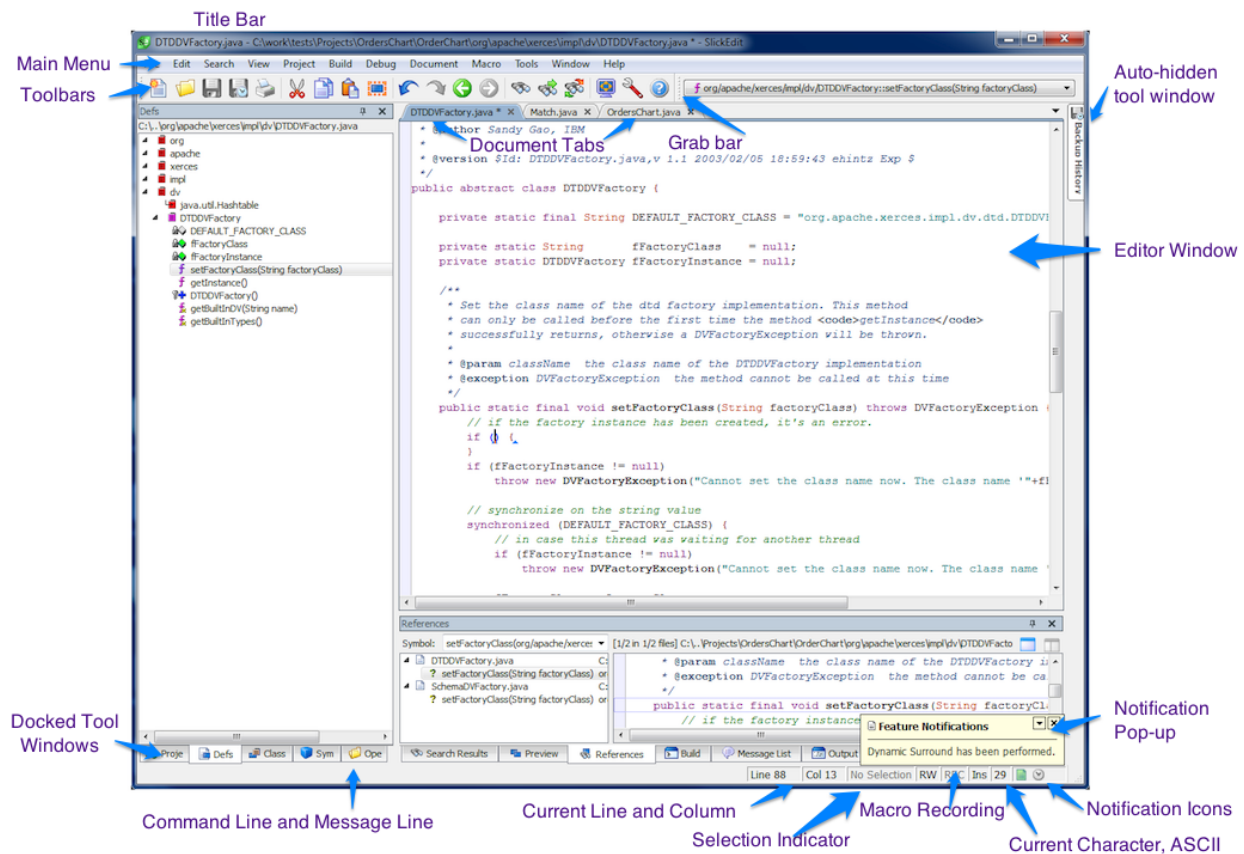 Title Bar
DTDDVFactory.java - C:\work\tests\Projects\OrdersChart\OrderChart\org\apache\xerces\impl\dv\DTDDVFactory.java * - SlickEdit
Main Menu
Edit Search View Project Build Debug Document Macro Tools Window Help
Toolbars
org/apache/xerces/impl/dv/DTDDVFactory::setFactoryClass(String factoryClass)
Auto-hidden
tool window
Defs
C:\..\org\apache\xerces\impl\dv\DTDDVFactory.java
org
apache
xerces
impl
dv
java.util.Hashtable
DTDDVFactory
DEFAULT_FACTORY_CLASS
fFactoryClass
fFactoryInstance
setFactoryClass(String factoryClass)
getInstance()
DTDDVFactory()
getBuiltInDV(String name)
getBuiltInTypes()
DTDDVFactory.java * Match.java OrdersChart.java
Document Tabs
Grab bar
Backup History
Editor Window
* @author Sandy Gao, IBM
*
* @version $Id: DTDDVFactory.java,v 1.1 2003/02/05 18:59:43 ehintz Exp $
*/
public abstract class DTDDVFactory {
private static final String DEFAULT_FACTORY_CLASS = "org.apache.xerces.impl.dv.dtd.DTDDV
private static String fFactoryClass = null;
private static DTDDVFactory fFactoryInstance = null;
/**
* Set the class name of the dtd factory implementation. This method
* can only be called before the first time the method <code>getInstance</code>
* successfully returns, otherwise a DVFactoryException will be thrown.
*
* @param className the class name of the DTDDVFactory implementation
* @exception DVFactoryException the method cannot be called at this time
*/
public static final void setFactoryClass(String factoryClass) throws DVFactoryException {
// if the factory instance has been created, it's an error.
if () {
}
if (fFactoryInstance != null)
throw new DVFactoryException("Cannot set the class name now. The class name '"+fF
// synchronize on the string value
synchronized (DEFAULT_FACTORY_CLASS) {
// in case this thread was waiting for another thread
if (fFactoryInstance != null)
throw new DVFactoryException("Cannot set the class name now. The class name '
References
Symbol: setFactoryClass(org/apache/xerces [1/2 in 1/2 files] C:\..\Projects\OrdersChart\OrderChart\org\apache\xerces\impl\dv\DTDDVFacto
DTDDVFactory.java C:
setFactoryClass(String factoryClass) or
SchemaDVFactory.java C:
setFactoryClass(String factoryClass) or
* @param className the class name of the DTDDVFactory i
* @exception DVFactoryException the method cannot be ca
*/
public static final void setFactoryClass(String factoryCl
// if the factory instance
Feature Notifications
Dynamic Surround has been performed.
Notification
Pop-up
Docked Tool
Windows
Proje Defs Class Sym Ope
Search Results Preview References Build Message List Output
Line 88 Col 13 No Selection RW REC Ins 29
Command Line and Message Line
Current Line and Column
Selection Indicator
Macro Recording
Notification Icons
Current Character, ASCII